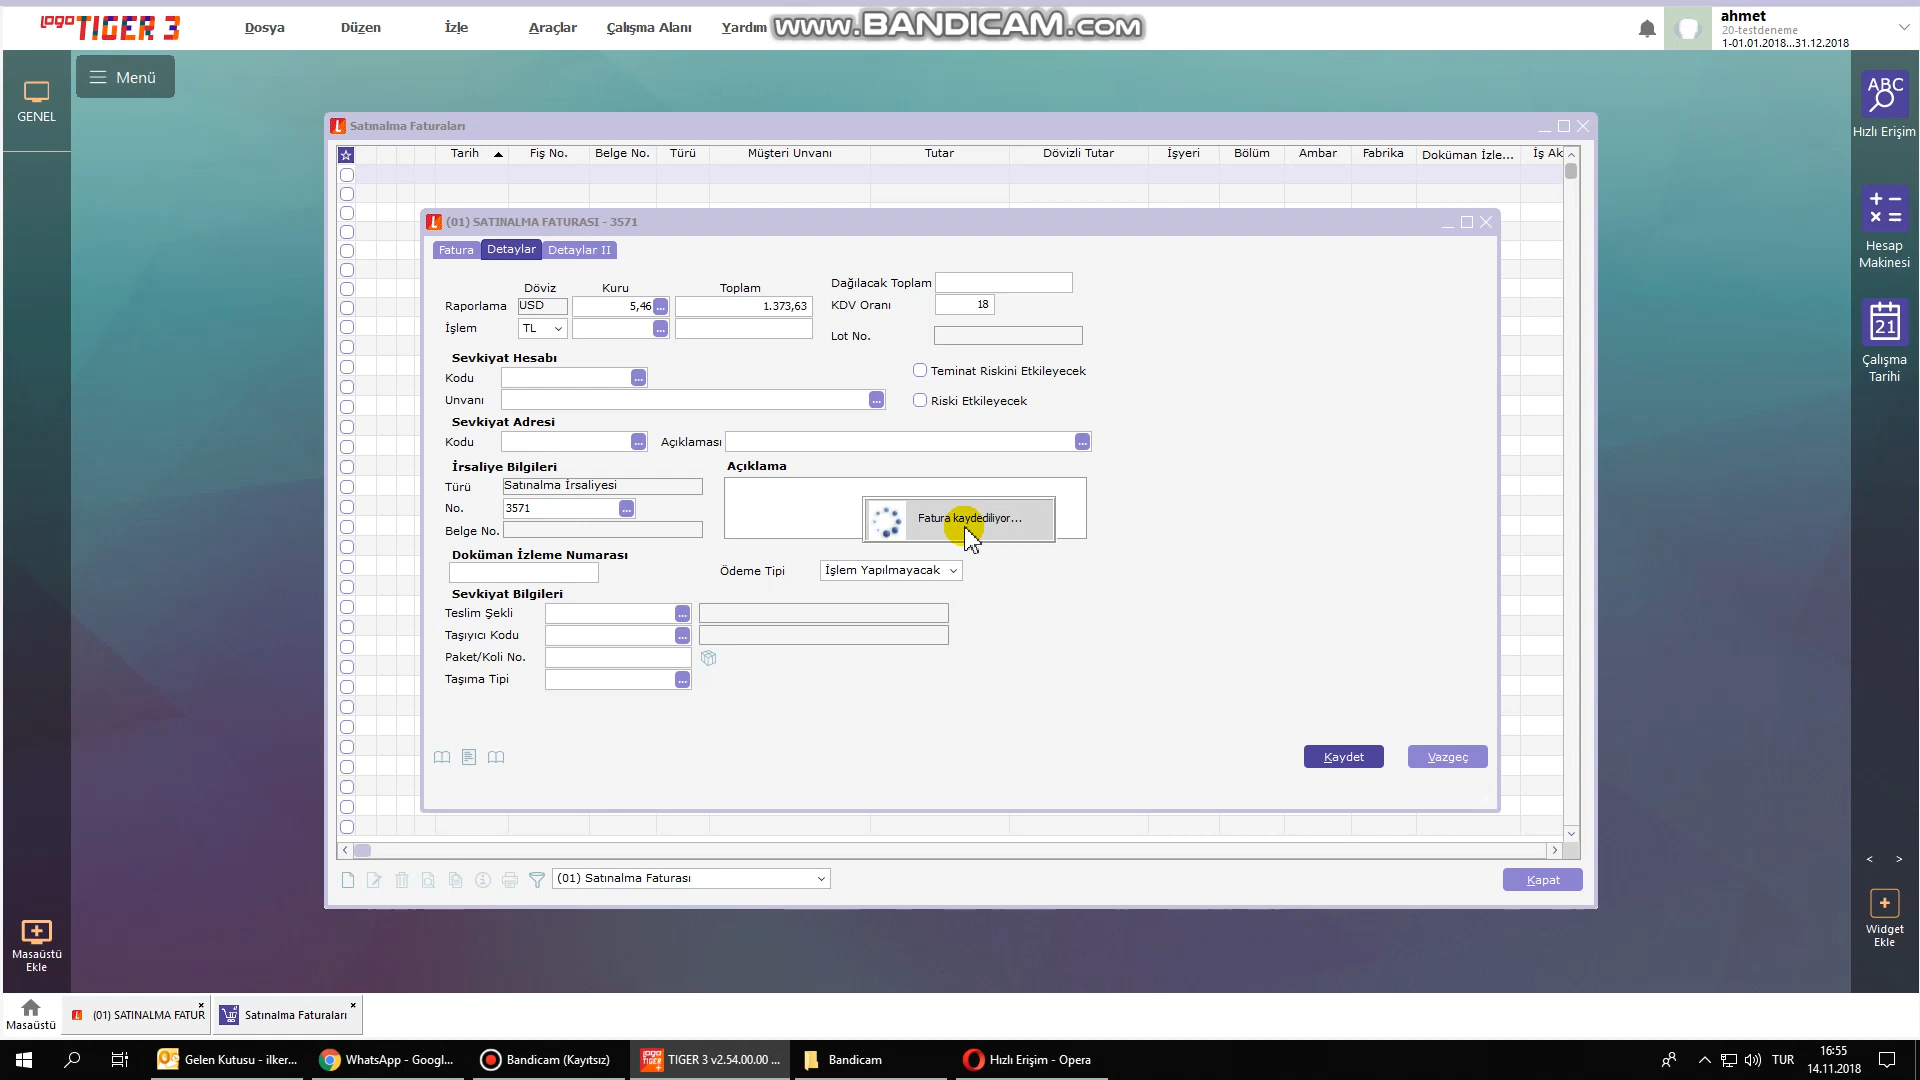 LOGO TIGER 3
Dosya
Düzen
İzle
Araçlar
Çalışma Alanı
Yardım
www.BANDICAM.com
ahmet
20-testdeneme
1-01.01.2018...31.12.2018
Menü
GENEL
ABC
Hızlı Erişim
Hesap
Makinesi
21
Çalışma
Tarihi
Satınalma Faturaları
Tarih
Fiş No.
Belge No.
Türü
Müşteri Unvanı
Tutar
Dövizli Tutar
İşyeri
Bölüm
Ambar
Fabrika
Doküman İzle...
İş Ak
(01) SATINALMA FATURASI - 3571
Fatura
Detaylar
Detaylar II
Döviz
Kuru
Toplam
Raporlama
USD
5,46
1.373,63
İşlem
TL
Dağılacak Toplam
KDV Oranı
18
Lot No.
Sevkiyat Hesabı
Kodu
Unvanı
Teminat Riskini Etkileyecek
Riski Etkileyecek
Sevkiyat Adresi
Kodu
Açıklaması
İrsaliye Bilgileri
Türü
Satınalma İrsaliyesi
No.
3571
Belge No.
Açıklama
Fatura kaydediliyor...
Doküman İzleme Numarası
Ödeme Tipi
İşlem Yapılmayacak
Sevkiyat Bilgileri
Teslim Şekli
Taşıyıcı Kodu
Paket/Koli No.
Taşıma Tipi
Kaydet
Vazgeç
(01) Satınalma Faturası
Kapat
Masaüstü
Ekle
Widget
Ekle
Masaüstü
(01) SATINALMA FATUR
Satınalma Faturaları
Gelen Kutusu - ilker...
WhatsApp - Googl...
Bandicam (Kayıtsız)
TIGER 3 v2.54.00.00 ...
Bandicam
Hızlı Erişim - Opera
TUR
16:55
14.11.2018